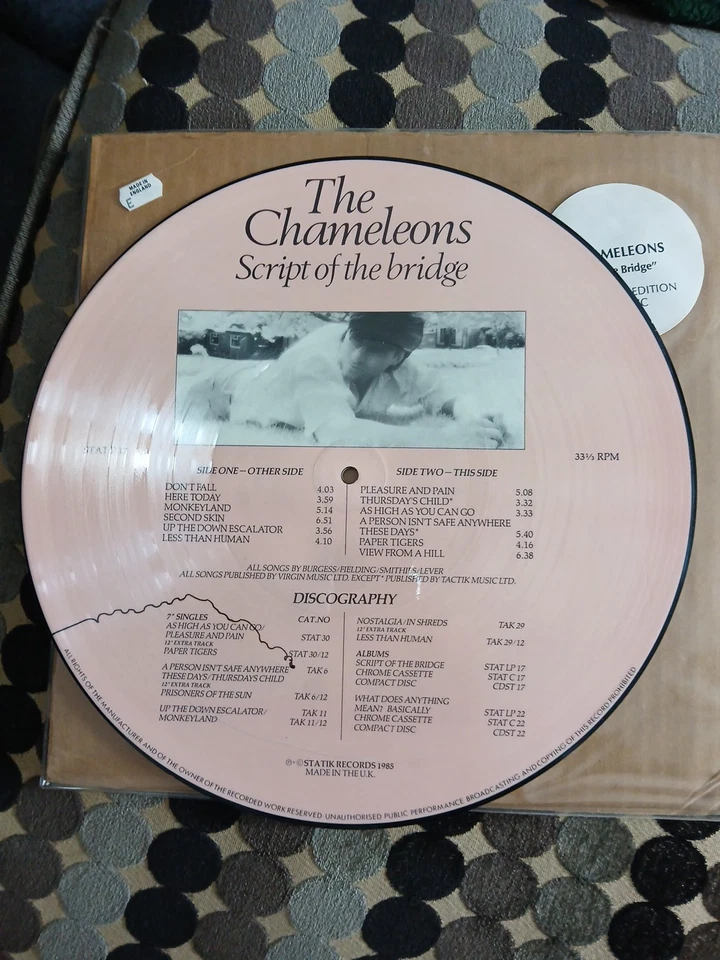 MADE IN
ENGLAND
E
The
Chameleons
Script of the bridge
MELEONS
Bridge"
EDITION
STAT
33⅓ RPM
SIDE ONE – OTHER SIDE
DON'T FALL 4.03
HERE TODAY 3.59
MONKEYLAND 5.14
SECOND SKIN 6.51
UP THE DOWN ESCALATOR 3.56
LESS THAN HUMAN 4.10
SIDE TWO – THIS SIDE
PLEASURE AND PAIN 5.08
THURSDAY'S CHILD* 3.32
AS HIGH AS YOU CAN GO 3.33
A PERSON ISN'T SAFE ANYWHERE
THESE DAYS* 5.40
PAPER TIGERS 4.16
VIEW FROM A HILL 6.38
ALL SONGS BY BURGESS/FIELDING/SMITHIES/LEVER
ALL SONGS PUBLISHED BY VIRGIN MUSIC LTD. EXCEPT * PUBLISHED BY TACTIK MUSIC LTD.
DISCOGRAPHY
7" SINGLES CAT.NO
AS HIGH AS YOU CAN GO/
PLEASURE AND PAIN STAT 30
12" EXTRA TRACK
PAPER TIGERS STAT 30/12
A PERSON ISN'T SAFE ANYWHERE
THESE DAYS/THURSDAYS CHILD TAK 6
12" EXTRA TRACK
PRISONERS OF THE SUN TAK 6/12
UP THE DOWN ESCALATOR/ TAK 11
MONKEYLAND TAK 11/12
NOSTALGIA/IN SHREDS TAK 29
12" EXTRA TRACK
LESS THAN HUMAN TAK 29/12
ALBUMS
SCRIPT OF THE BRIDGE STAT LP 17
CHROME CASSETTE STAT C 17
COMPACT DISC CDST 17
WHAT DOES ANYTHING
MEAN? BASICALLY STAT LP 22
CHROME CASSETTE STAT C 22
COMPACT DISC CDST 22
℗ · © STATIK RECORDS 1985
MADE IN THE U.K.
ALL RIGHTS OF THE MANUFACTURER AND OF THE OWNER OF THE RECORDED WORK RESERVED · UNAUTHORISED PUBLIC PERFORMANCE BROADCASTING AND COPYING OF THIS RECORD PROHIBITED